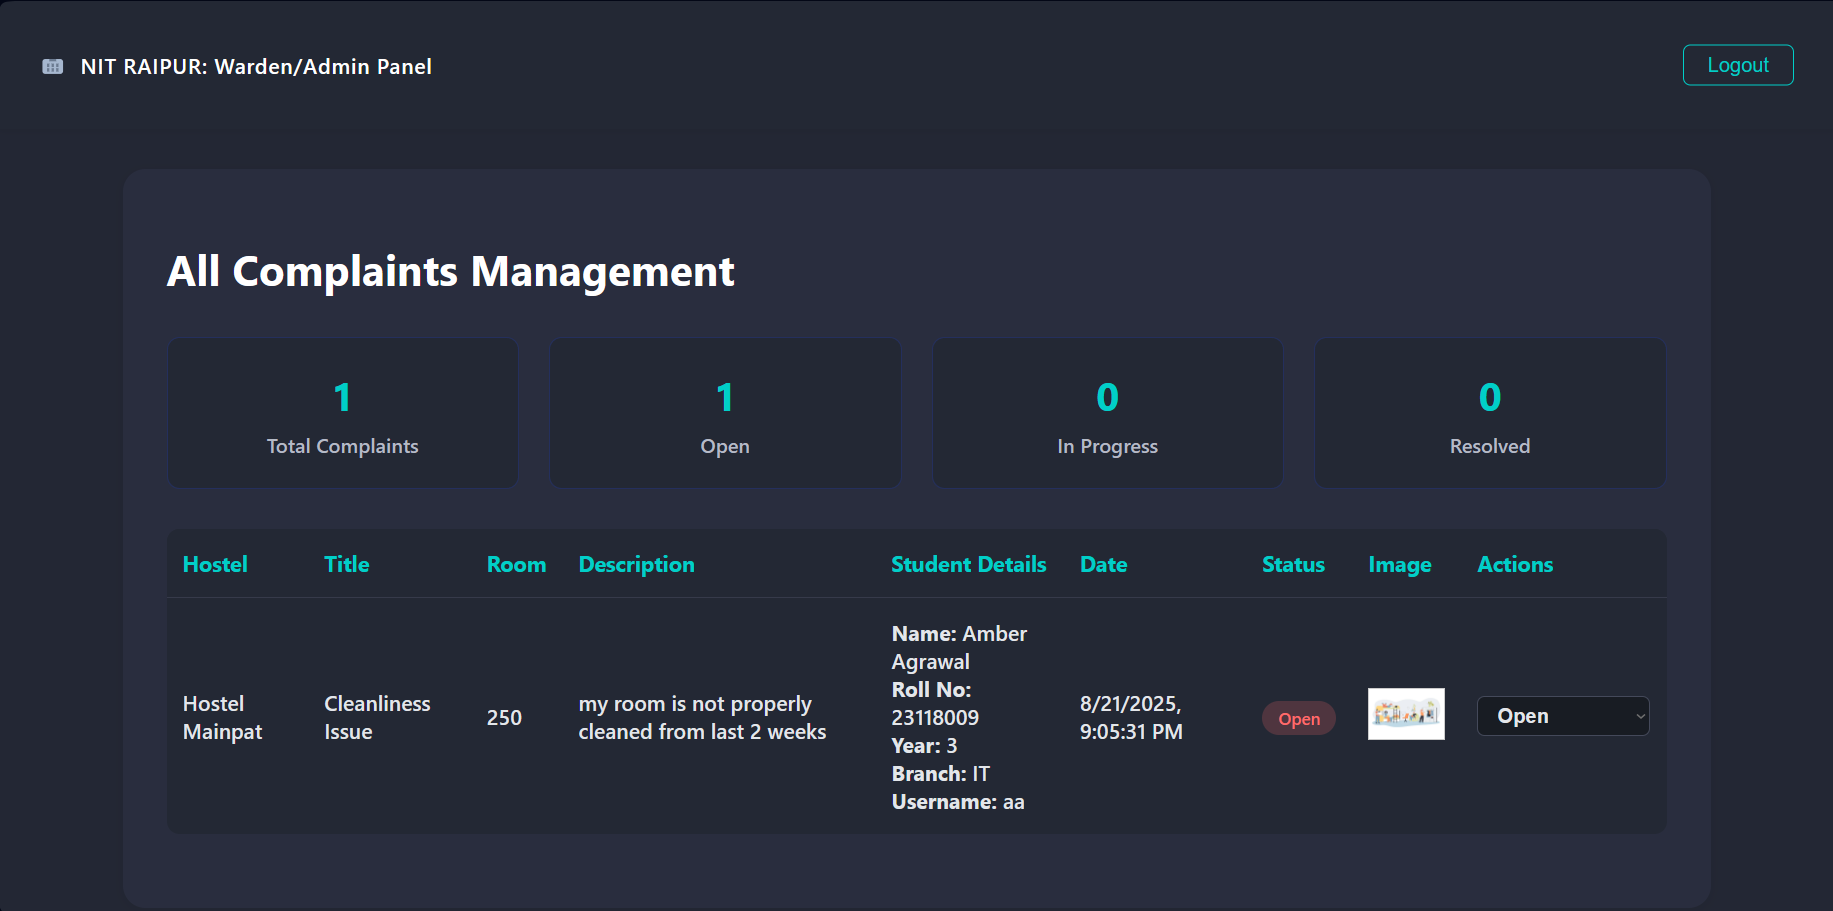 NIT RAIPUR: Warden/Admin Panel
Logout
All Complaints Management
1
Total Complaints
1
Open
0
In Progress
0
Resolved
Hostel Title Room Description Student Details Date Status Image Actions
Hostel
Mainpat
Cleanliness
Issue
250
my room is not properly
cleaned from last 2 weeks
Name: Amber
Agrawal
Roll No:
23118009
Year: 3
Branch: IT
Username: aa
8/21/2025,
9:05:31 PM
Open
Open